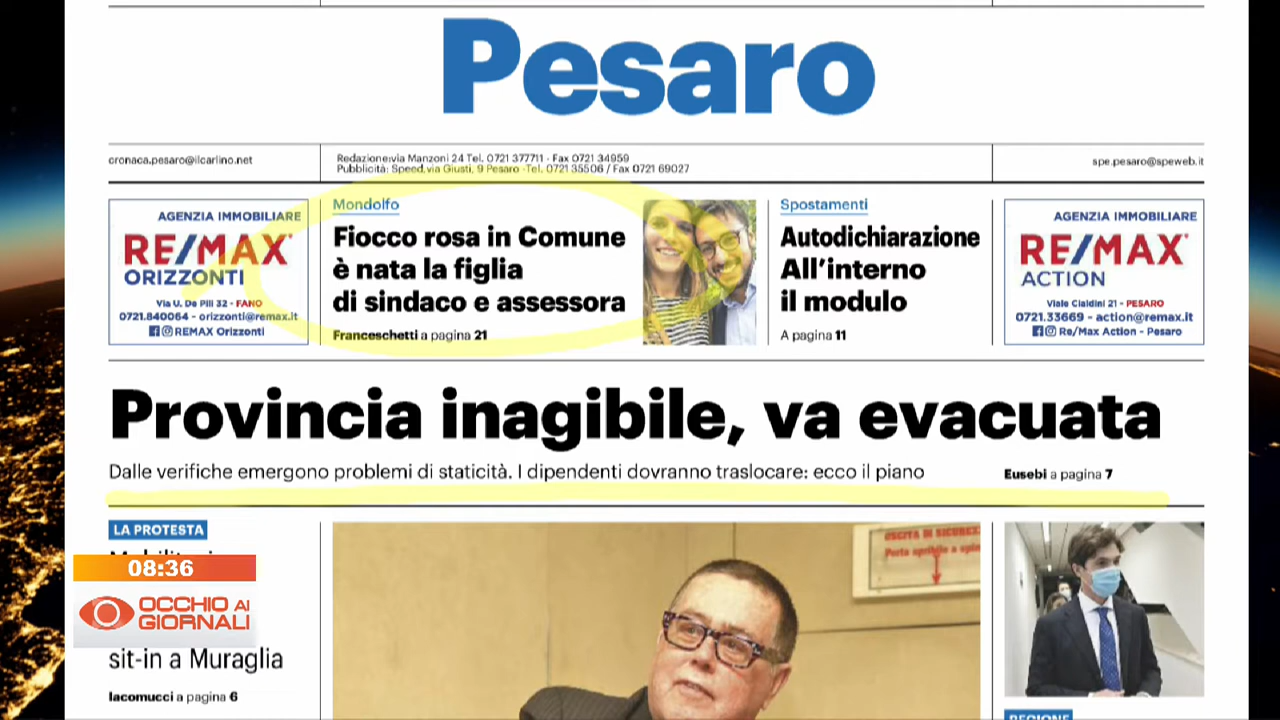 Pesaro
cronaca.pesaro@ilcarlino.net
Redazione:via Manzoni 24 Tel. 0721 377711 - Fax 0721 34959
Pubblicità: Speed,via Giusti, 9 Pesaro -Tel. 0721 35506 / Fax 0721 69027
spe.pesaro@speweb.it
AGENZIA IMMOBILIARE
RE/MAX
ORIZZONTI
Via U. De Pili 32 - FANO
0721.840064 - orizzonti@remax.it
REMAX Orizzonti
Mondolfo
Fiocco rosa in Comune
è nata la figlia
di sindaco e assessora
Franceschetti a pagina 21
Spostamenti
Autodichiarazione
All'interno
il modulo
A pagina 11
AGENZIA IMMOBILIARE
RE/MAX
ACTION
Viale Cialdini 21 - PESARO
0721.33669 - action@remax.it
Re/Max Action - Pesaro
Provincia inagibile, va evacuata
Dalle verifiche emergono problemi di staticità. I dipendenti dovranno traslocare: ecco il piano
Eusebi a pagina 7
LA PROTESTA
08:36
OCCHIO AI
GIORNALI
sit-in a Muraglia
Iacomucci a pagina 6
USCITA DI SICUREZ
Porta apribile a spin
REGIONE